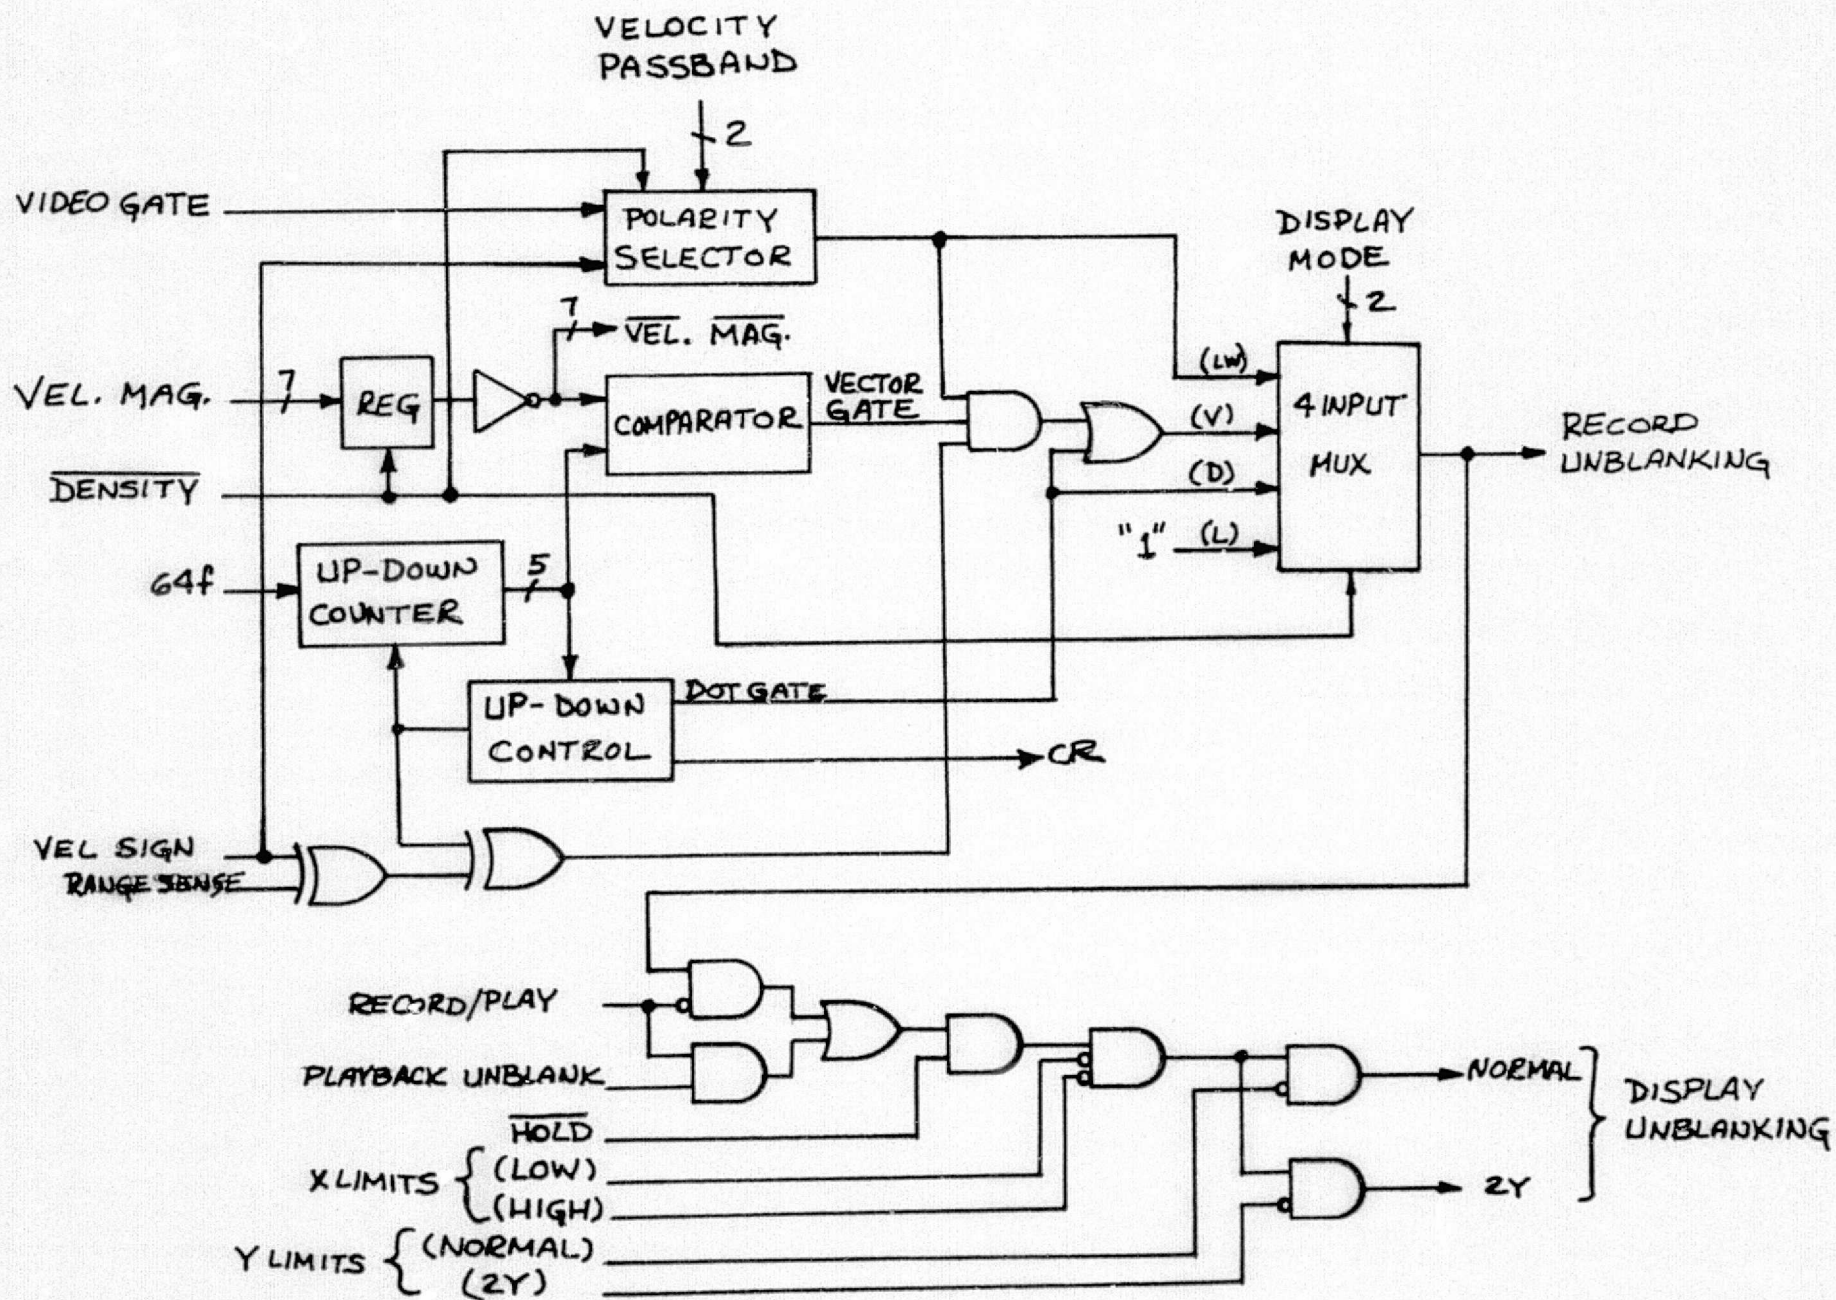 VELOCITY
PASSBAND
2
VIDEO GATE
POLARITY
SELECTOR
DISPLAY
MODE
2
7
VEL. MAG.
VEL. MAG.
7
REG
COMPARATOR
VECTOR
GATE
(LW)
(V)
(D)
"1" (L)
4 INPUT
MUX
RECORD
UNBLANKING
DENSITY
64f
UP-DOWN
COUNTER
5
UP-DOWN
CONTROL
DOT GATE
CR
VEL SIGN
RANGE SENSE
RECORD/PLAY
PLAYBACK UNBLANK
HOLD
X LIMITS { (LOW)
(HIGH)
Y LIMITS { (NORMAL)
(2Y)
NORMAL
2Y
} DISPLAY
UNBLANKING